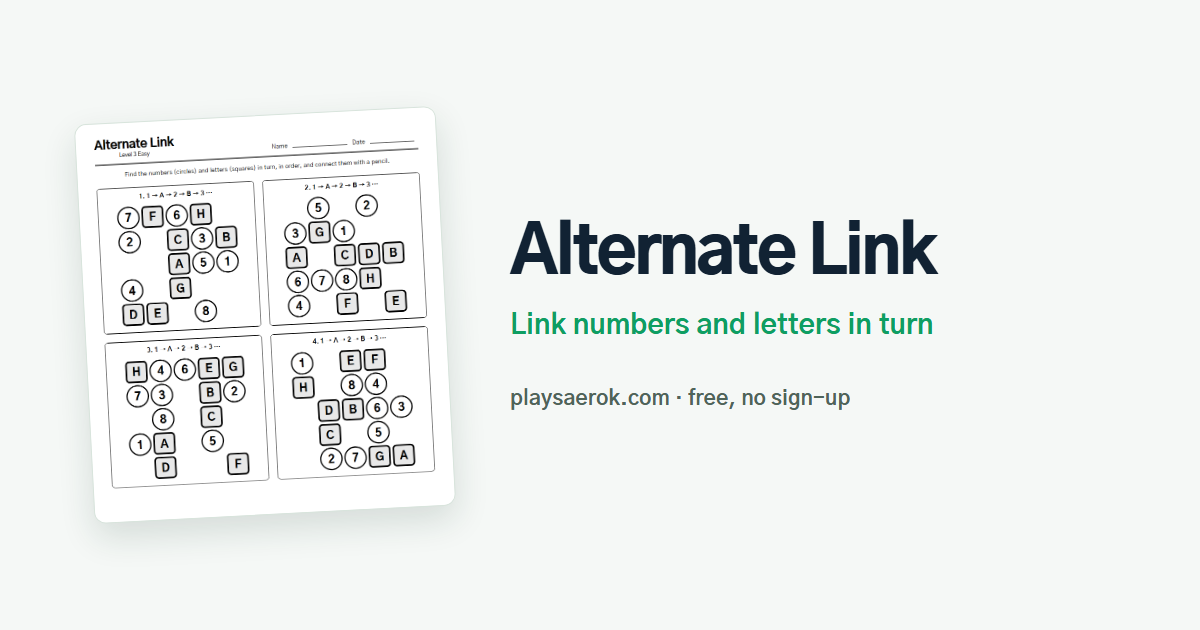 Alternate Link
Level 3 Easy
Name
Date
Find the numbers (circles) and letters (squares) in turn, in order, and connect them with a pencil.
1. 1 → A → 2 → B → 3 ···
7 F 6 H
2 C 3 B
A 5 1
4 G
D E 8
2. 1 → A → 2 → B → 3 ···
5 2
3 G 1
A C D B
6 7 8 H
4 F E
3. 1 → A → 2 → B → 3 ···
H 4 6 E G
7 3 B 2
8 C
1 A 5
D F
4. 1 → A → 2 → B → 3 ···
1 E F
H 8 4
D B 6 3
C 5
2 7 G A
Alternate Link
Link numbers and letters in turn
playsaerok.com · free, no sign-up